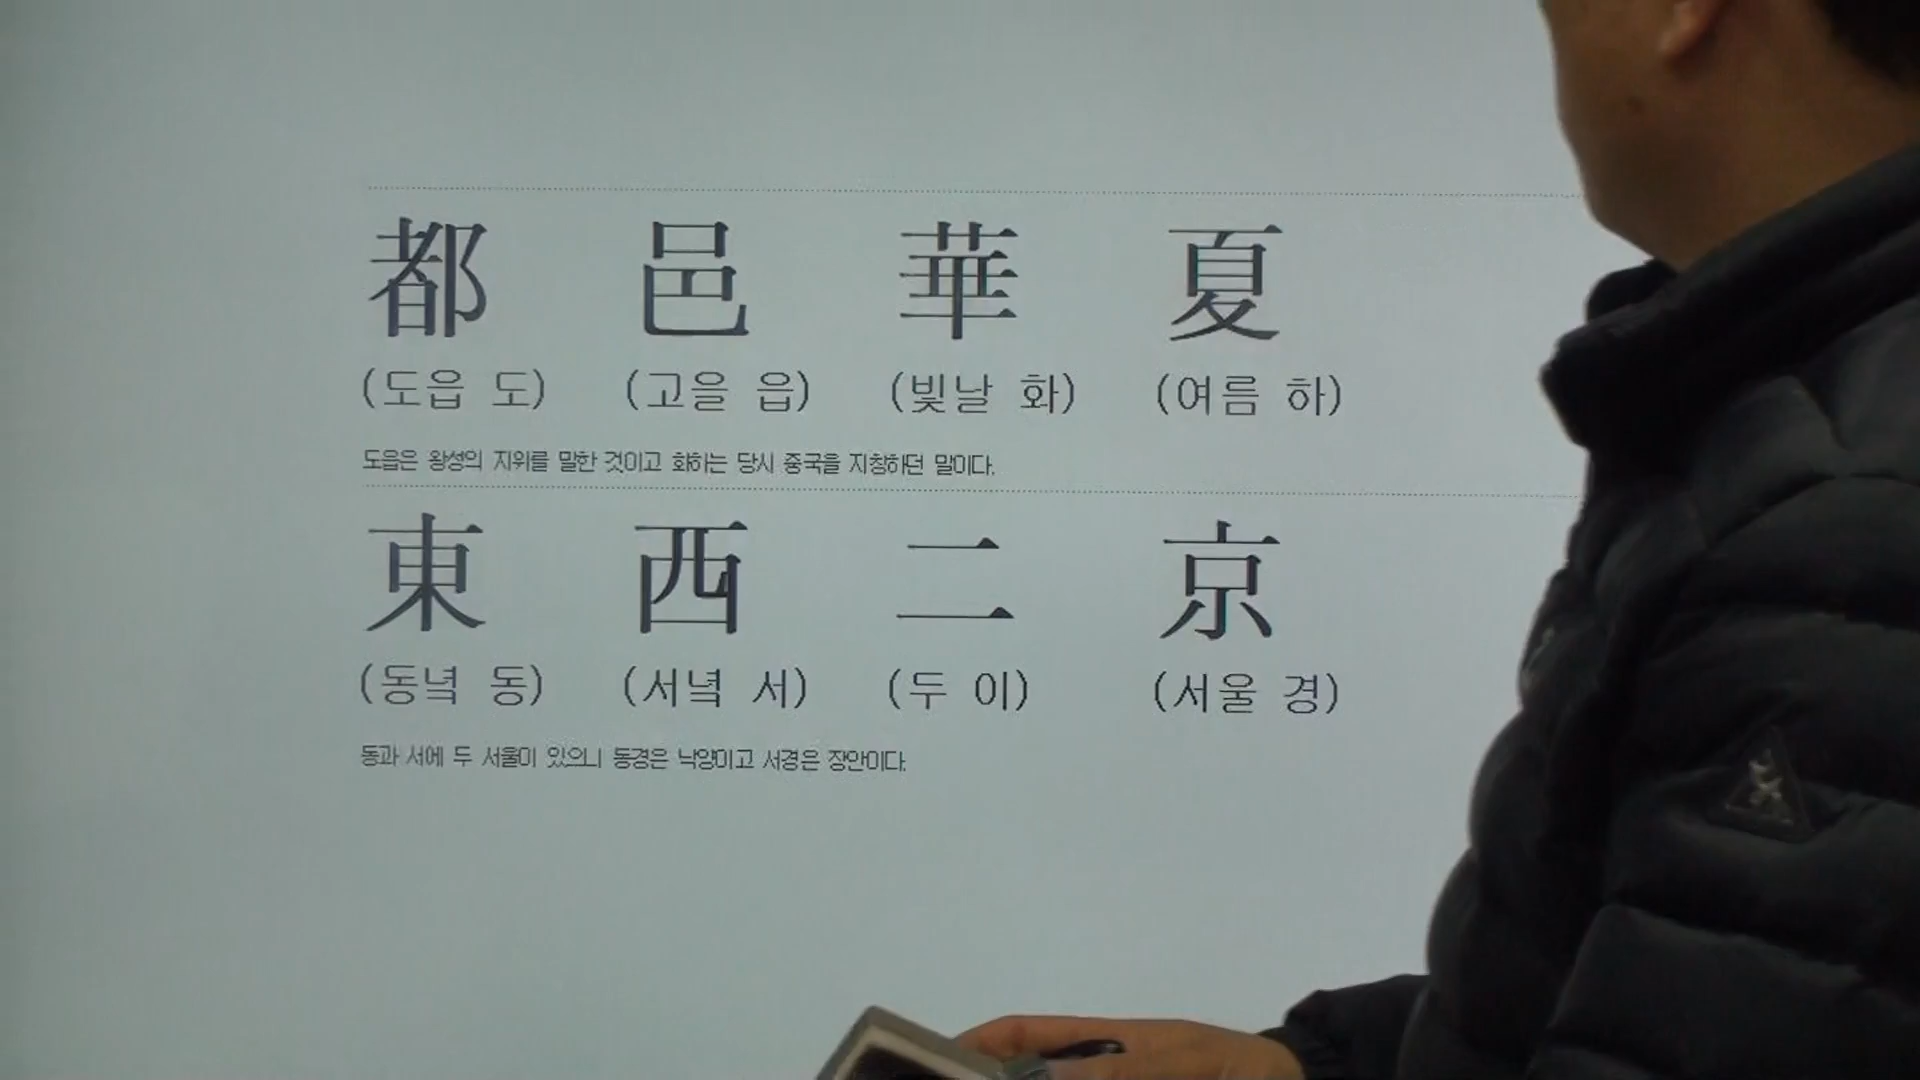 都 邑 華 夏
(도읍 도) (고을 읍) (빛날 화) (여름 하)
도읍은 왕성의 지위를 말한 것이고 화하는 당시 중국을 지칭하던 말이다.
東 西 二 京
(동녘 동) (서녘 서) (두 이) (서울 경)
동과 서에 두 서울이 있으니 동경은 낙양이고 서경은 장안이다.